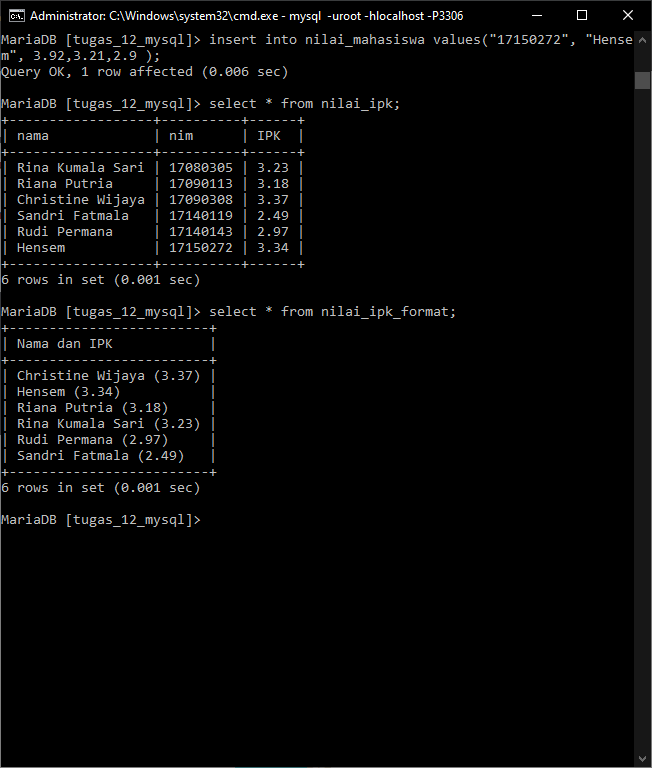 Administrator: C:\Windows\system32\cmd.exe - mysql  -uroot -hlocalhost -P3306
MariaDB [tugas_12_mysql]> insert into nilai_mahasiswa values("17150272", "Hense
m", 3.92,3.21,2.9 );
Query OK, 1 row affected (0.006 sec)

MariaDB [tugas_12_mysql]> select * from nilai_ipk;
+------------------+----------+------+
| nama             | nim      | IPK  |
+------------------+----------+------+
| Rina Kumala Sari | 17080305 | 3.23 |
| Riana Putria     | 17090113 | 3.18 |
| Christine Wijaya | 17090308 | 3.37 |
| Sandri Fatmala   | 17140119 | 2.49 |
| Rudi Permana     | 17140143 | 2.97 |
| Hensem           | 17150272 | 3.34 |
+------------------+----------+------+
6 rows in set (0.001 sec)

MariaDB [tugas_12_mysql]> select * from nilai_ipk_format;
+-------------------------+
| Nama dan IPK            |
+-------------------------+
| Christine Wijaya (3.37) |
| Hensem (3.34)           |
| Riana Putria (3.18)     |
| Rina Kumala Sari (3.23) |
| Rudi Permana (2.97)     |
| Sandri Fatmala (2.49)   |
+-------------------------+
6 rows in set (0.001 sec)

MariaDB [tugas_12_mysql]>